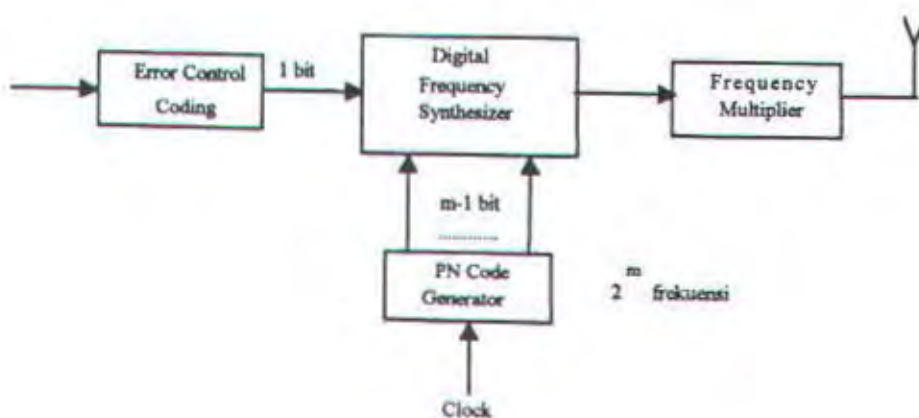 Error Control
Coding
1 bit
Digital
Frequency
Synthesizer
Frequency
Multiplier
m-1 bit
............
PN Code
Generator
2^m frekuensi
Clock